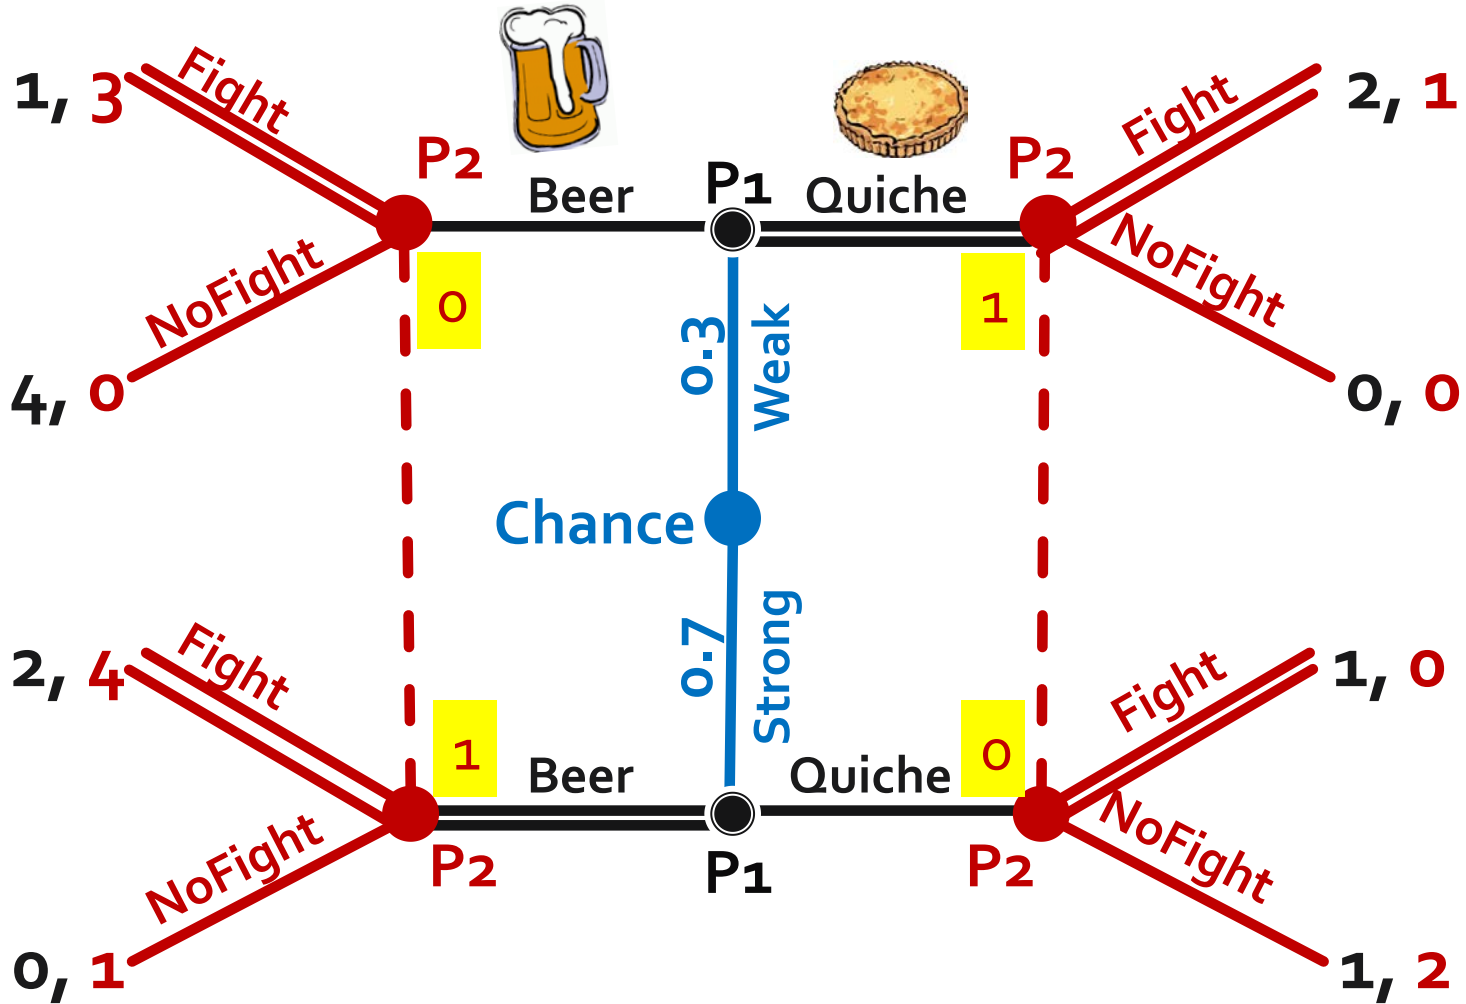 1, 3
Fight
P2
Beer
P1
Quiche
P2
Fight
2, 1
NoFight
4, 0
0
0.3
Weak
1
NoFight
0, 0
Chance
2, 4
Fight
0.7
Strong
Fight
1, 0
1
Beer
Quiche
0
NoFight
0, 1
P2
P1
P2
NoFight
1, 2